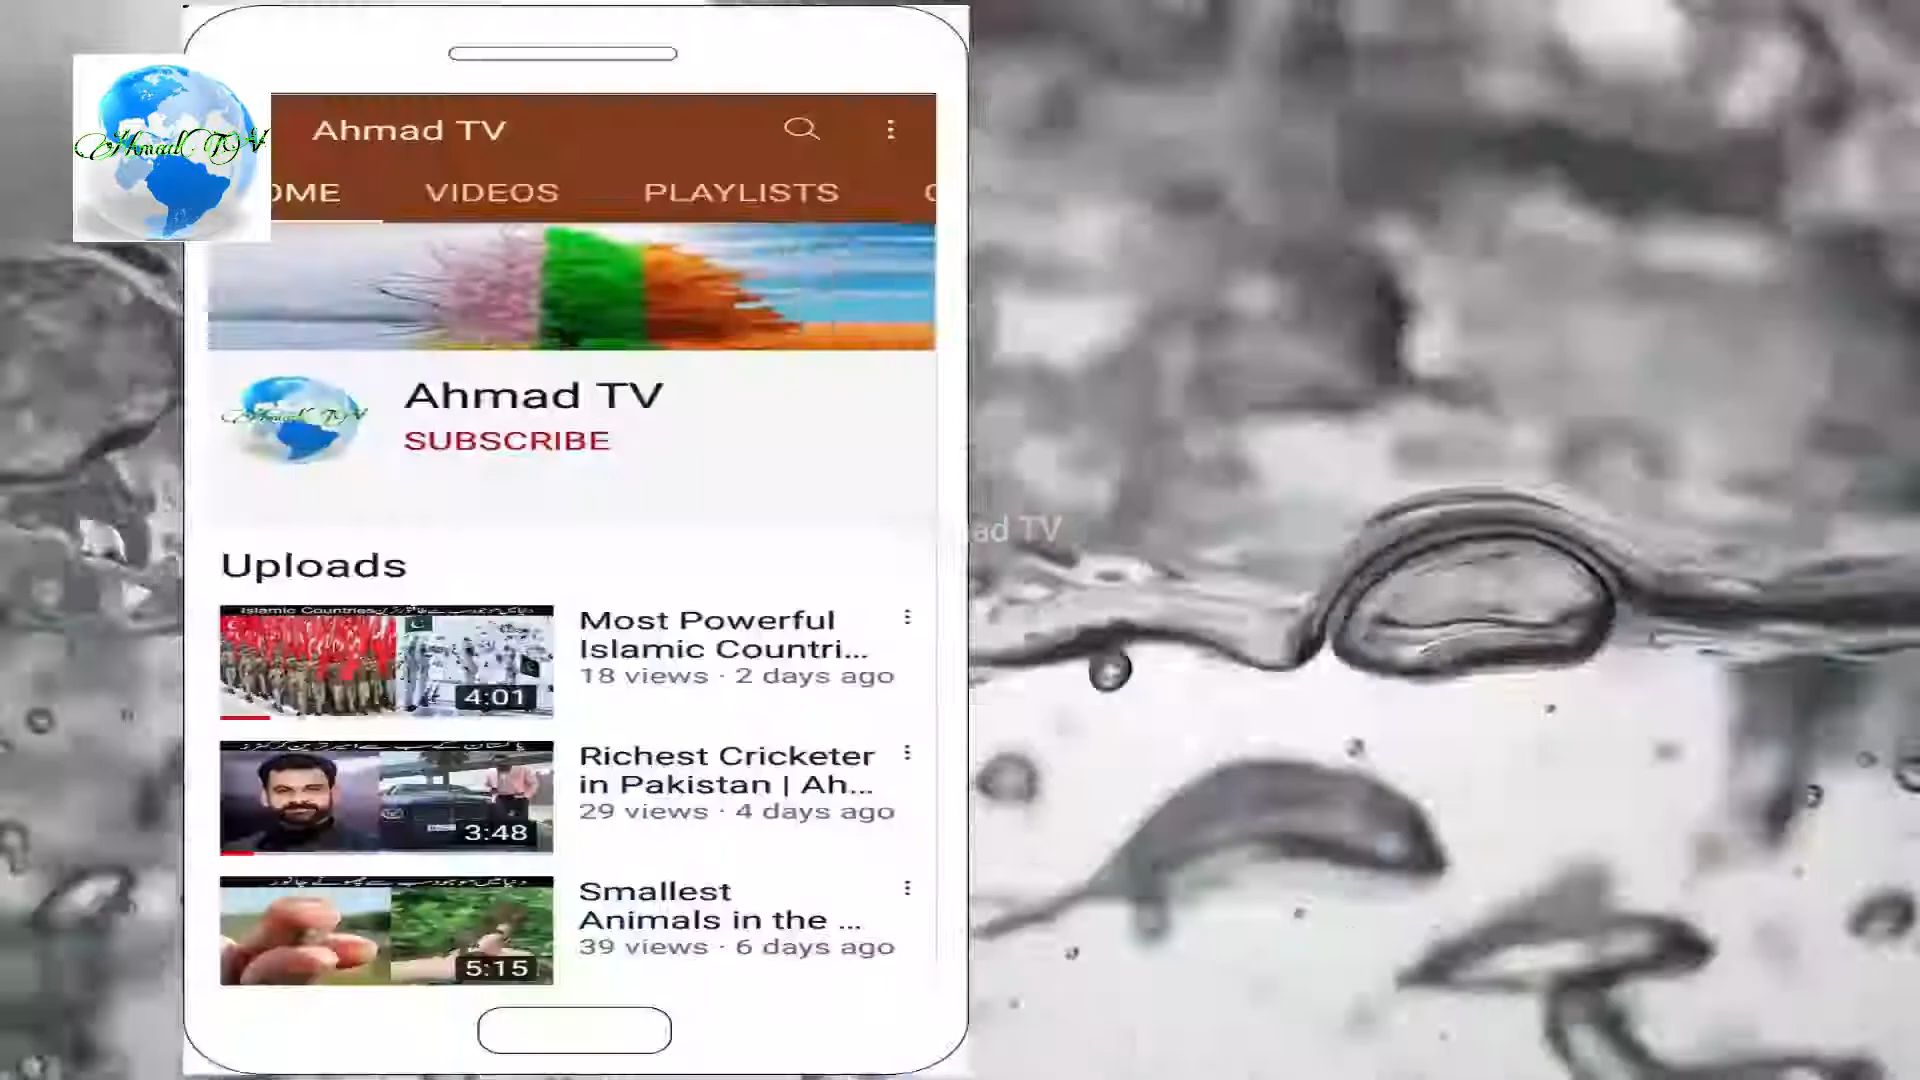 Ahmad TV
Ahmad TV
OME
VIDEOS
PLAYLISTS
Ahmad TV
SUBSCRIBE
ad TV
Uploads
Islamic Countries
Most Powerful
Islamic Countri...
18 views · 2 days ago
4:01
Richest Cricketer
in Pakistan | Ah...
29 views · 4 days ago
3:48
Smallest
Animals in the ...
39 views · 6 days ago
5:15